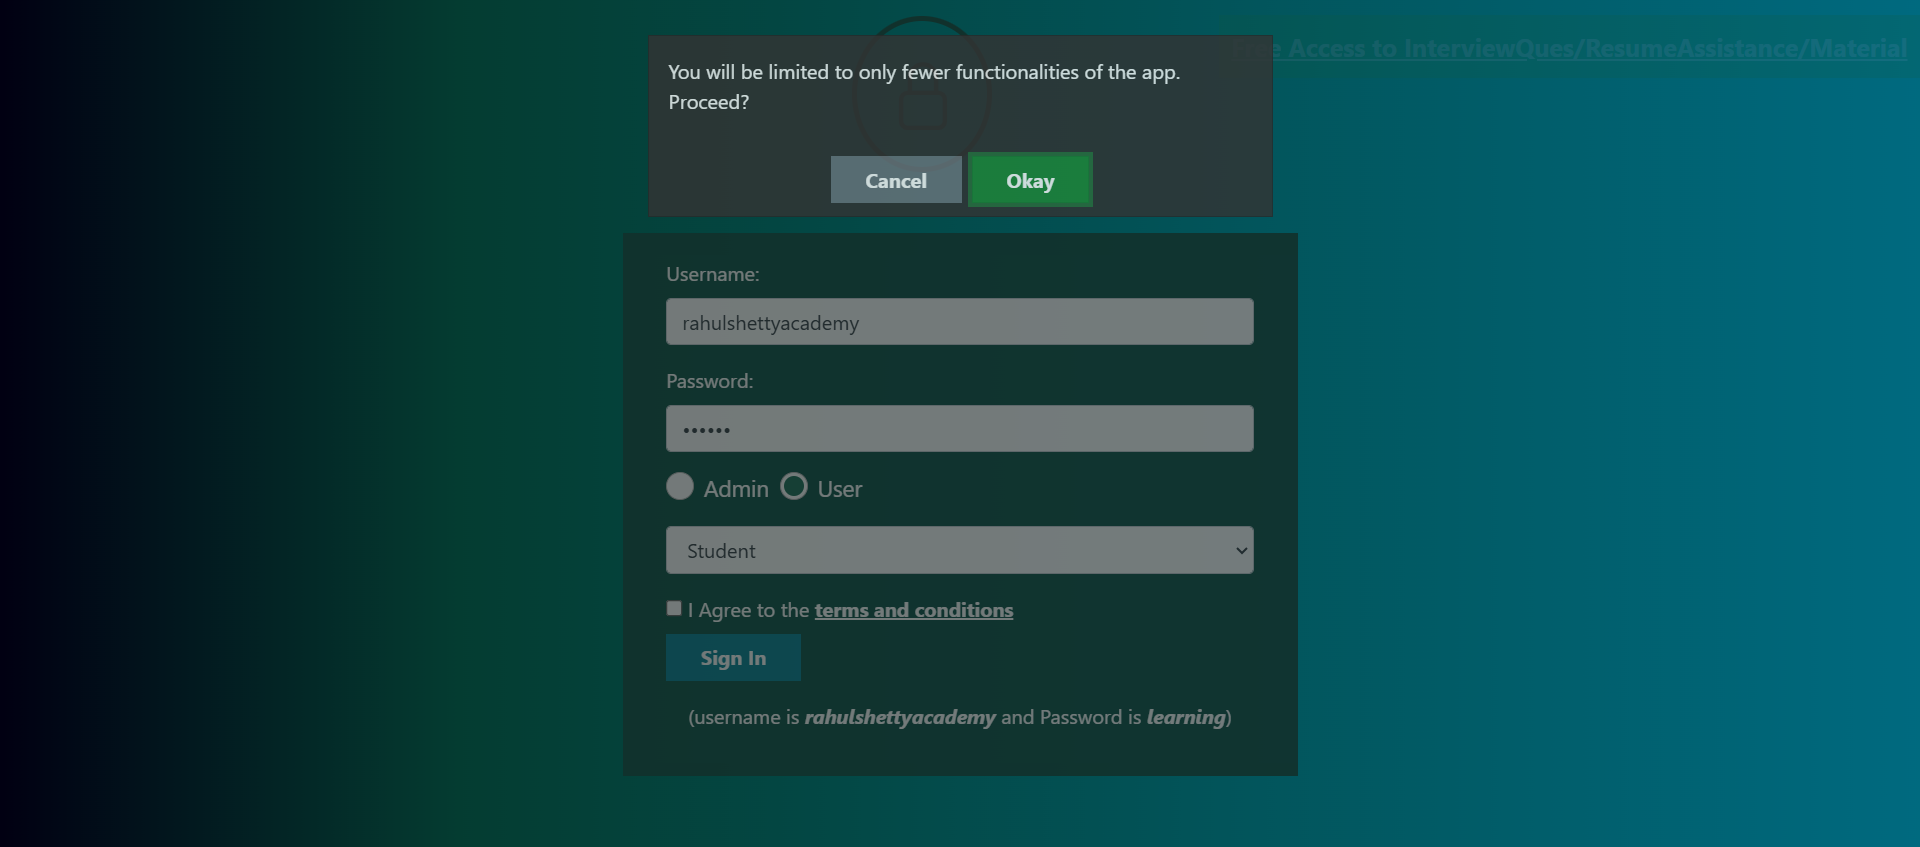 Access to InterviewQues/ResumeAssistance/Material
You will be limited to only fewer functionalities of the app.
Proceed?
Cancel
Okay
Username:
rahulshettyacademy
Password:
••••••
Admin
User
Student
I Agree to the terms and conditions
Sign In
(username is rahulshettyacademy and Password is learning)